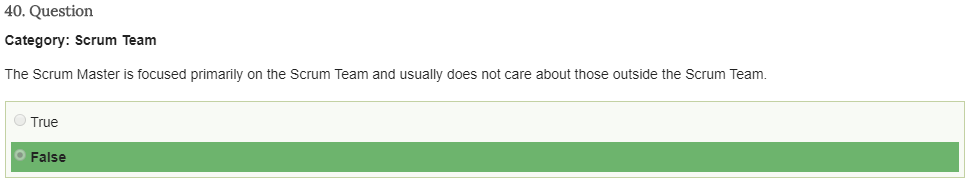 40. Question
Category: Scrum Team
The Scrum Master is focused primarily on the Scrum Team and usually does not care about those outside the Scrum Team.
True
False